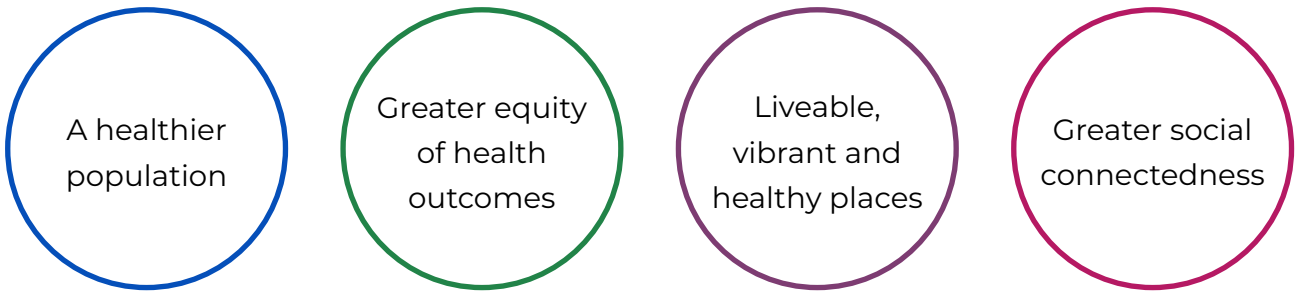 A healthier
population
Greater equity
of health
outcomes
Liveable,
vibrant and
healthy places
Greater social
connectedness